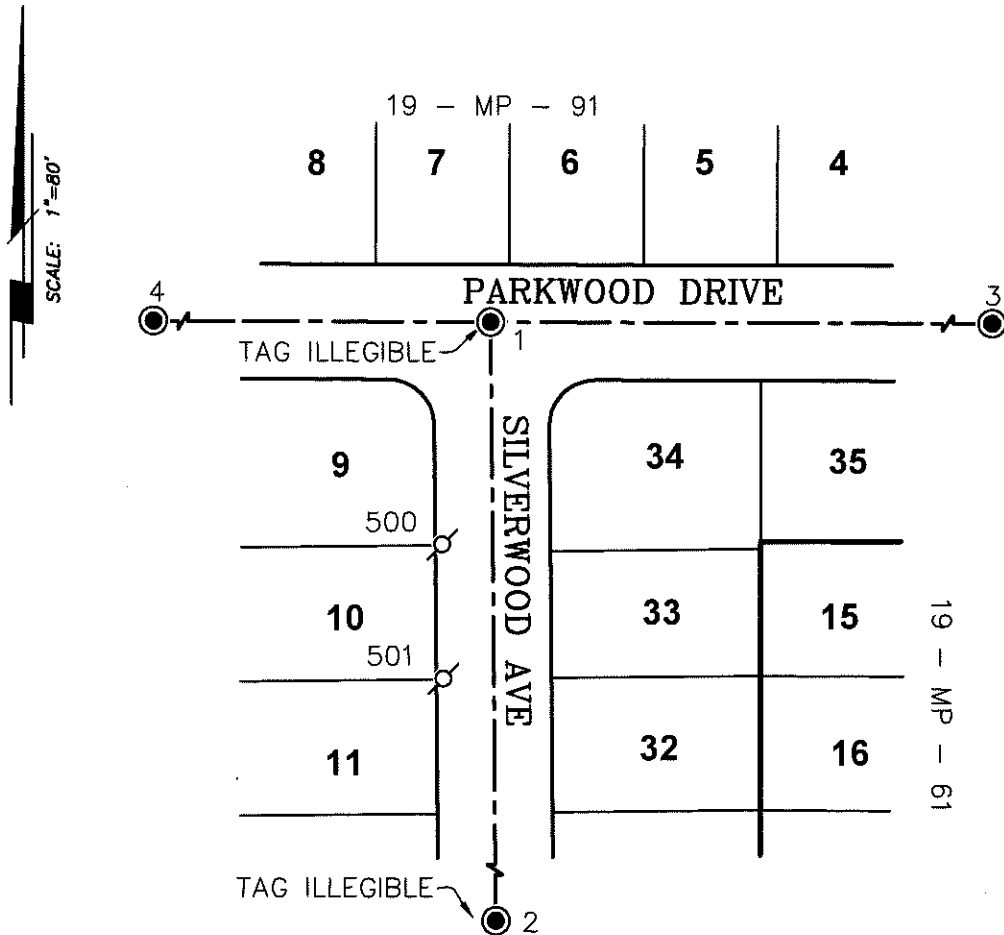 19 - MP - 91
8 7 6 5 4
SCALE: 1"=80'
PARKWOOD DRIVE
4
3
TAG ILLEGIBLE
1
SILVERWOOD AVE
9
34
35
500
10
33
15
501
11
32
16
19 - MP - 61
TAG ILLEGIBLE
2